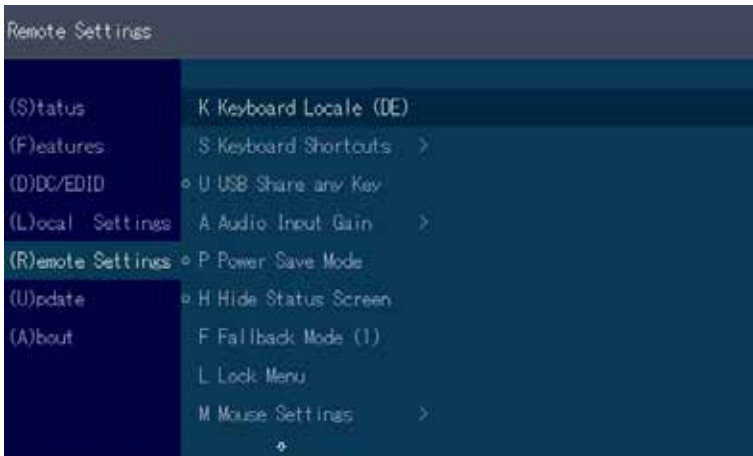 Remote Settings
(S)tatus
(F)eatures
(D)DC/EDID
(L)ocal Settings
(R)emote Settings
(U)pdate
(A)bout
K Keyboard Locale (DE)
S Keyboard Shortcuts >
U USB Share any Key
A Audio Input Gain >
P Power Save Mode
H Hide Status Screen
F Fallback Mode (1)
L Lock Menu
M Mouse Settings >